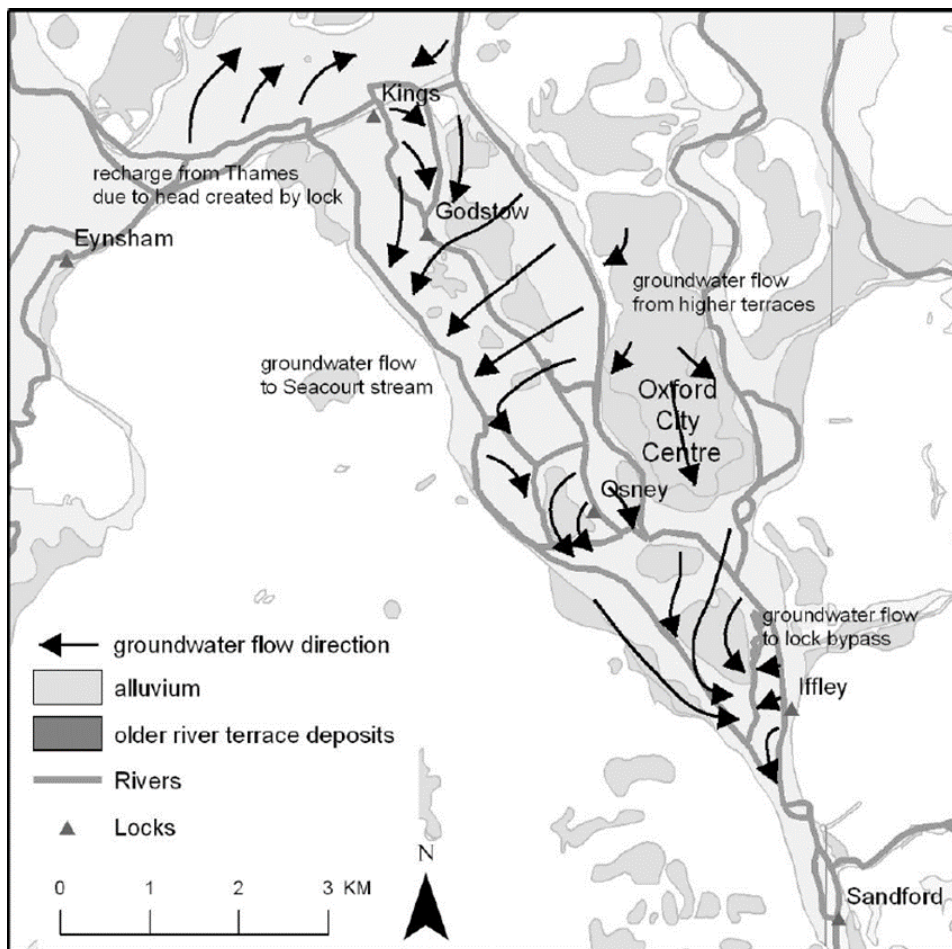 Kings
recharge from Thames
due to head created by lock
Godstow
Eynsham
groundwater flow
from higher terraces
groundwater flow
to Seacourt stream
Oxford
City
Centre
Osney
groundwater flow
to lock bypass
Iffley
groundwater flow direction
alluvium
older river terrace deposits
Rivers
Locks
N
0 1 2 3 KM
Sandford